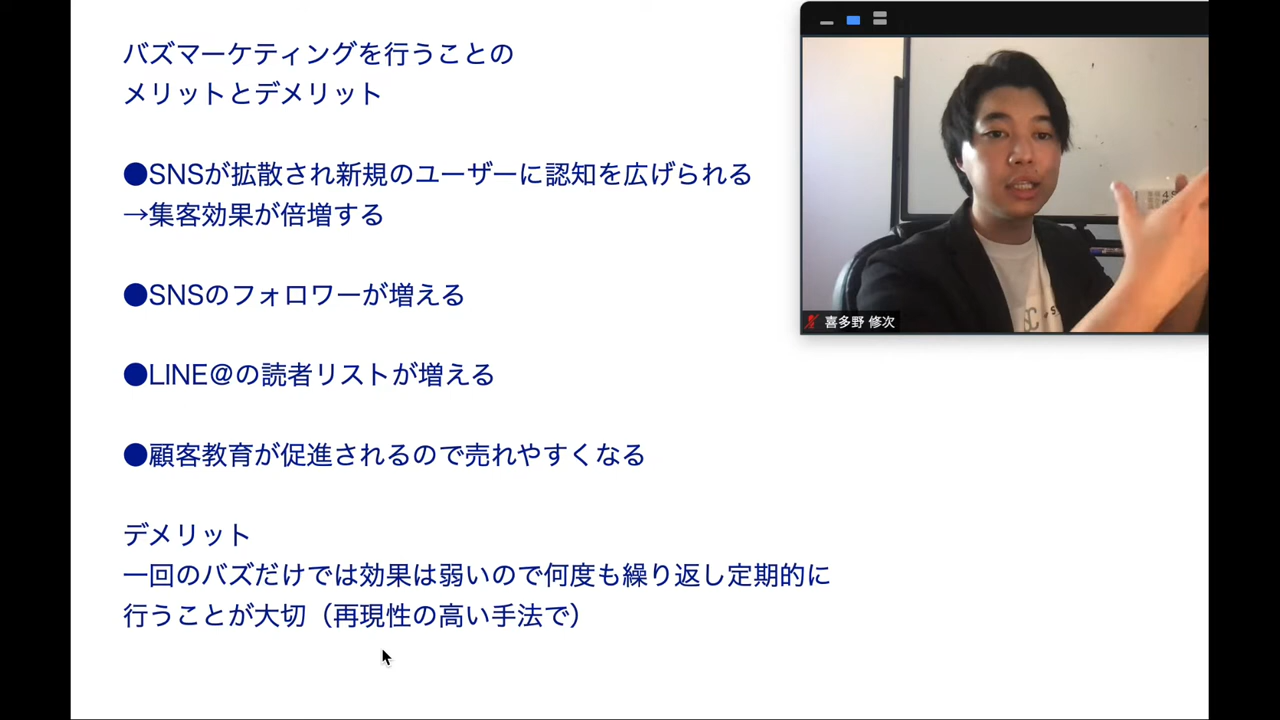 バズマーケティングを行うことの
メリットとデメリット
●SNSが拡散され新規のユーザーに認知を広げられる
→集客効果が倍増する
●SNSのフォロワーが増える
●LINE@の読者リストが増える
●顧客教育が促進されるので売れやすくなる
デメリット
一回のバズだけでは効果は弱いので何度も繰り返し定期的に
行うことが大切（再現性の高い手法で）
喜多野 修次